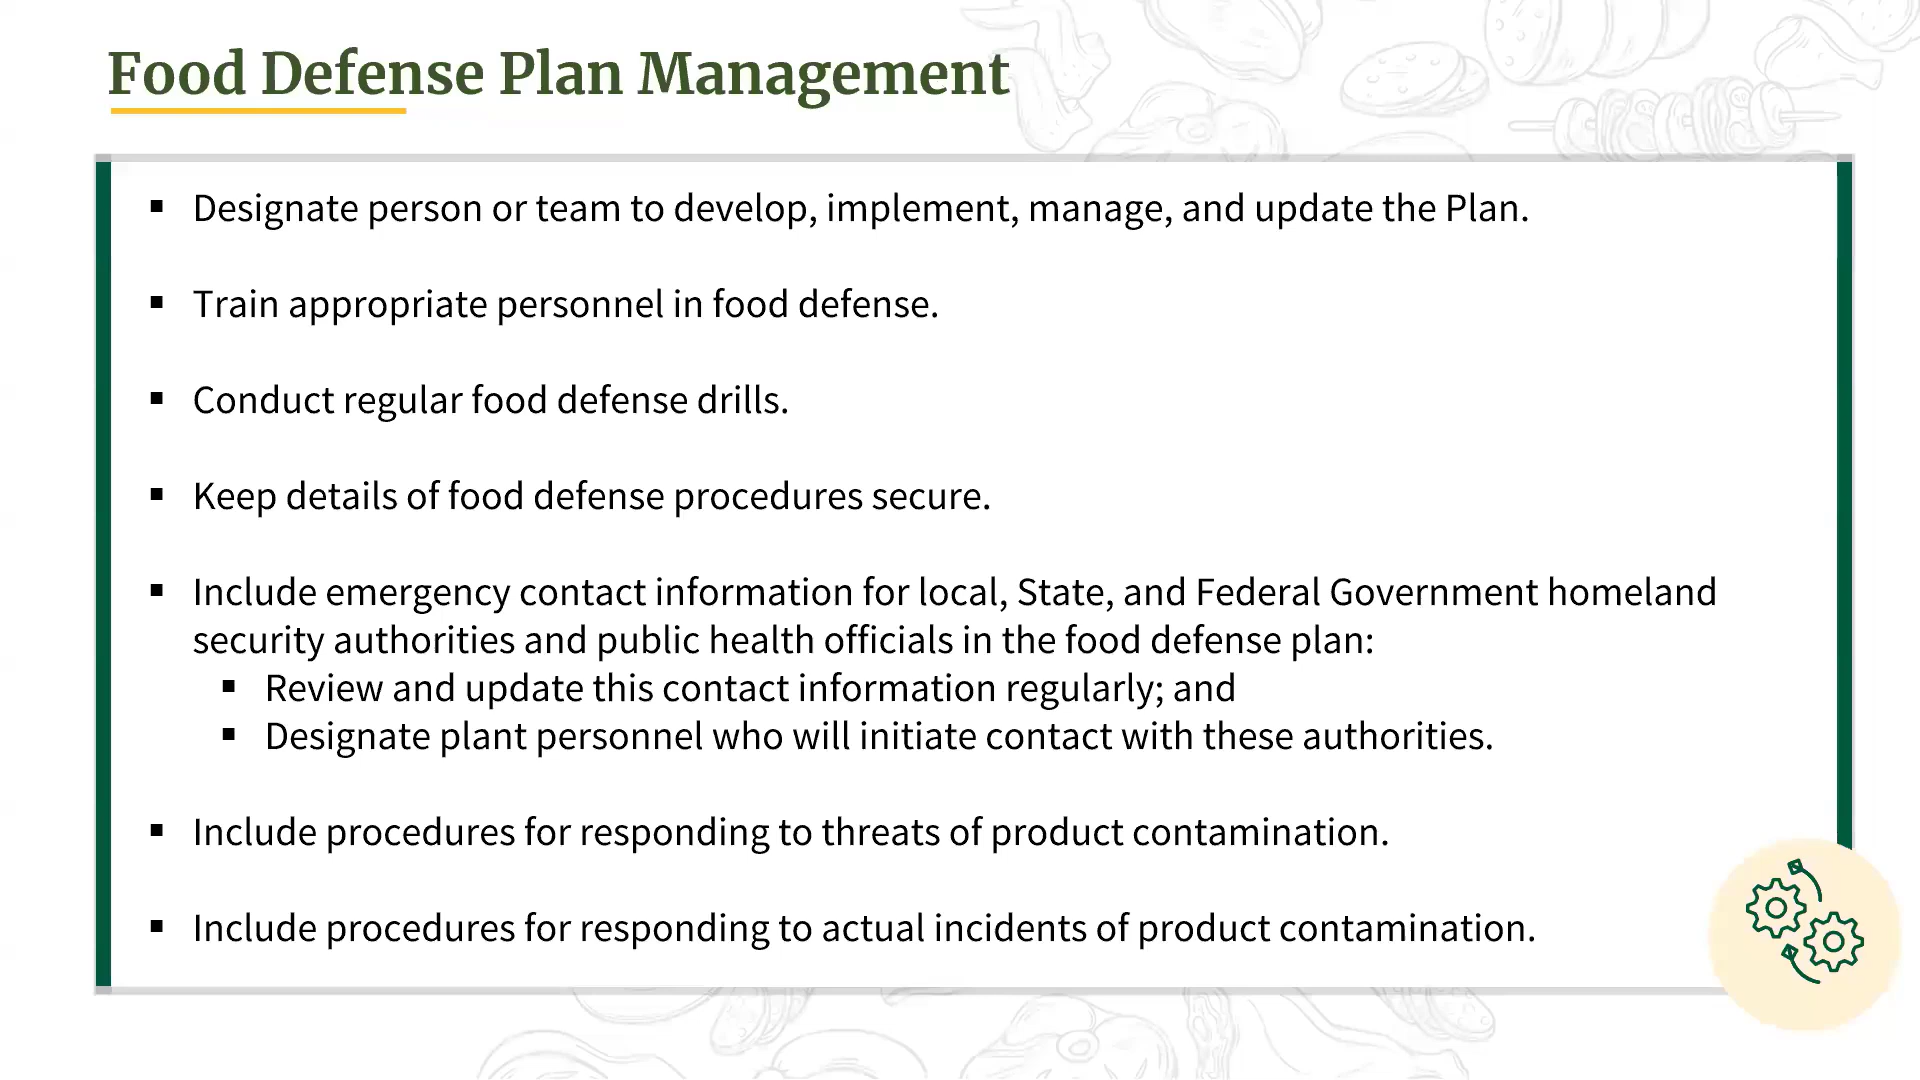 Food Defense Plan Management
▪ Designate person or team to develop, implement, manage, and update the Plan.
▪ Train appropriate personnel in food defense.
▪ Conduct regular food defense drills.
▪ Keep details of food defense procedures secure.
▪ Include emergency contact information for local, State, and Federal Government homeland
security authorities and public health officials in the food defense plan:
▪ Review and update this contact information regularly; and
▪ Designate plant personnel who will initiate contact with these authorities.
▪ Include procedures for responding to threats of product contamination.
▪ Include procedures for responding to actual incidents of product contamination.